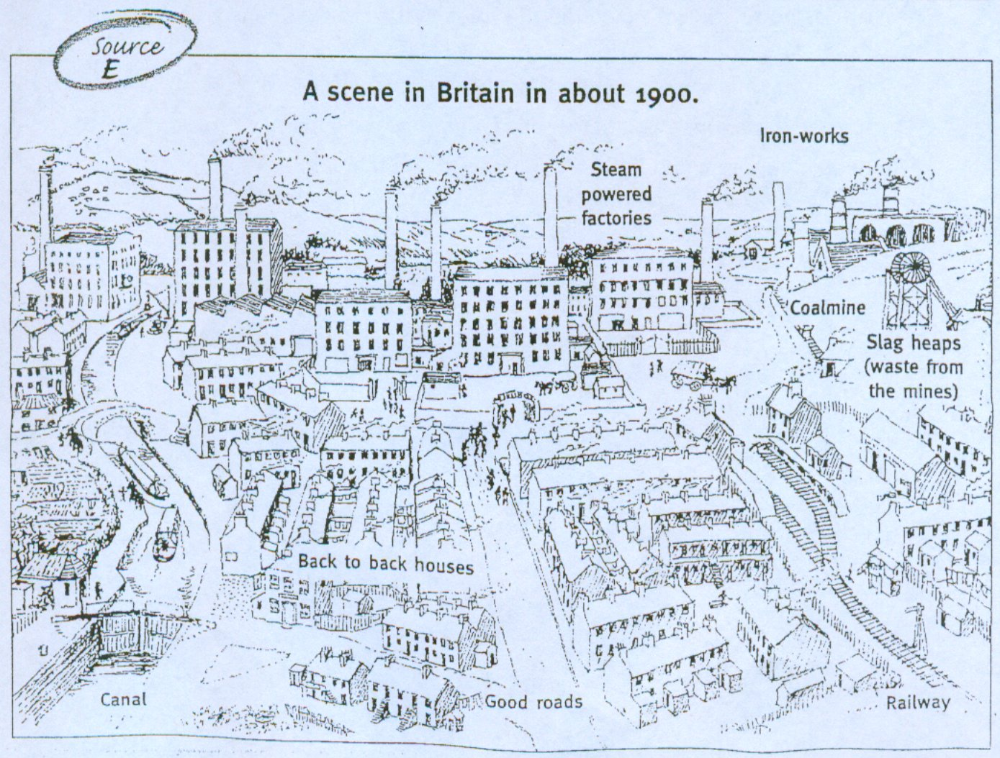 Source
E
A scene in Britain in about 1900.
Iron-works
Steam
powered
factories
Coalmine
Slag heaps
(waste from
the mines)
Back to back houses
Canal
Good roads
Railway